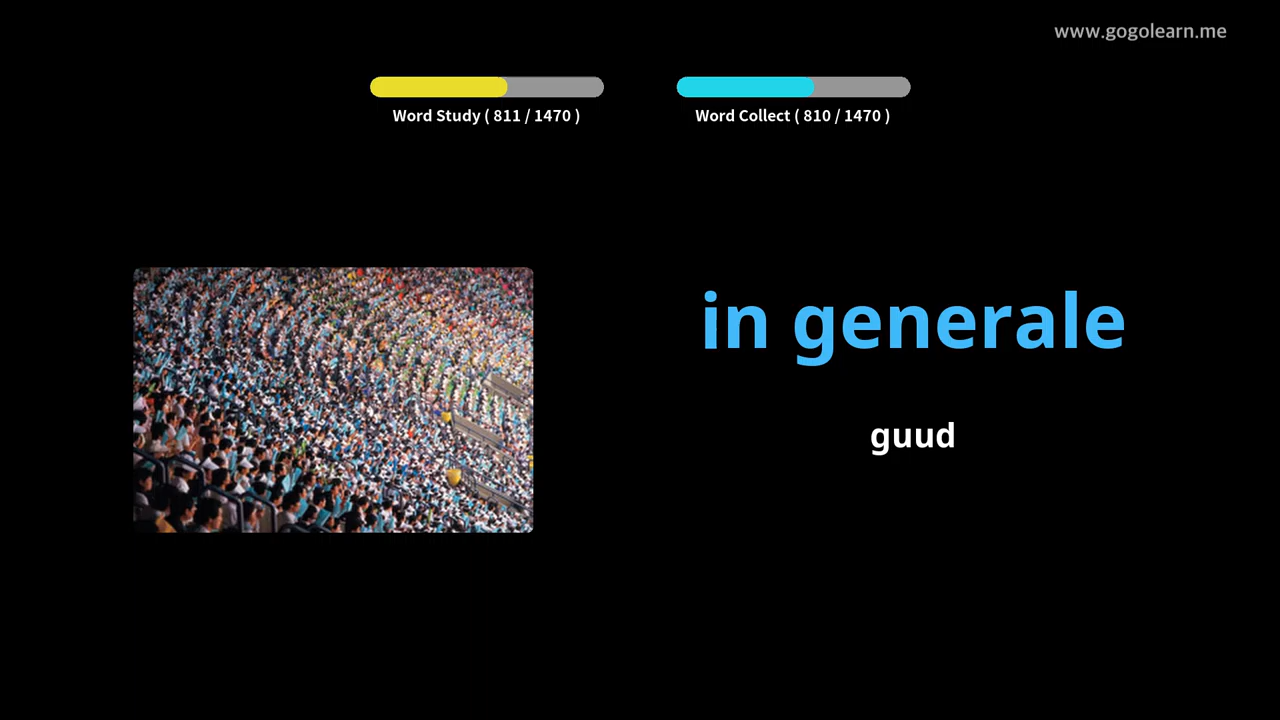 www.gogolearn.me
Word Study ( 811 / 1470 )
Word Collect ( 810 / 1470 )
in generale
guud